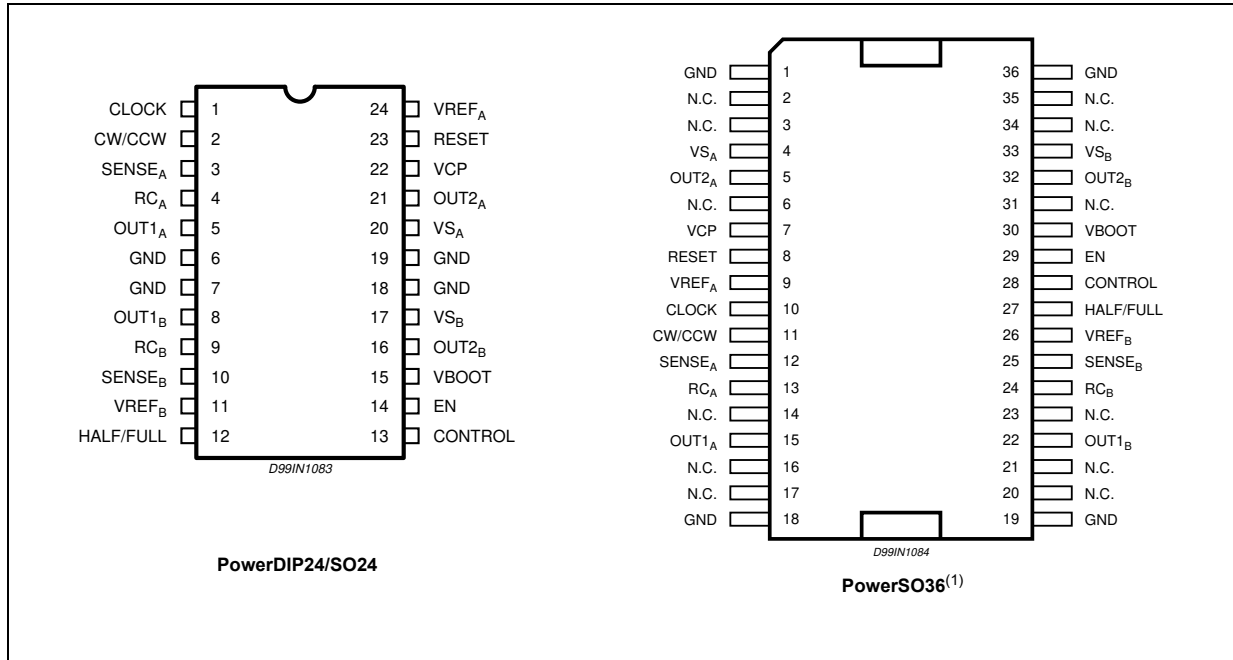 CLOCK 1 24 VREFA
CW/CCW 2 23 RESET
SENSEA 3 22 VCP
RCA 4 21 OUT2A
OUT1A 5 20 VSA
GND 6 19 GND
GND 7 18 GND
OUT1B 8 17 VSB
RCB 9 16 OUT2B
SENSEB 10 15 VBOOT
VREFB 11 14 EN
HALF/FULL 12 13 CONTROL
D99IN1083
PowerDIP24/SO24
GND 1 36 GND
N.C. 2 35 N.C.
N.C. 3 34 N.C.
VSA 4 33 VSB
OUT2A 5 32 OUT2B
N.C. 6 31 N.C.
VCP 7 30 VBOOT
RESET 8 29 EN
VREFA 9 28 CONTROL
CLOCK 10 27 HALF/FULL
CW/CCW 11 26 VREFB
SENSEA 12 25 SENSEB
RCA 13 24 RCB
N.C. 14 23 N.C.
OUT1A 15 22 OUT1B
N.C. 16 21 N.C.
N.C. 17 20 N.C.
GND 18 19 GND
D99IN1084
PowerSO36(1)